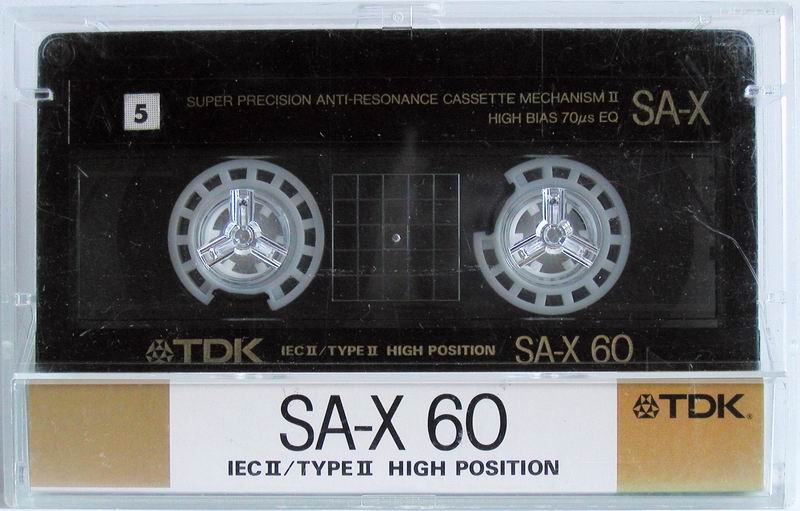 A 5 SUPER PRECISION ANTI-RESONANCE CASSETTE MECHANISM II SA-X
HIGH BIAS 70µs EQ
TDK IEC II/TYPE II HIGH POSITION SA-X 60
SA-X 60
IEC II/TYPE II HIGH POSITION
TDK®